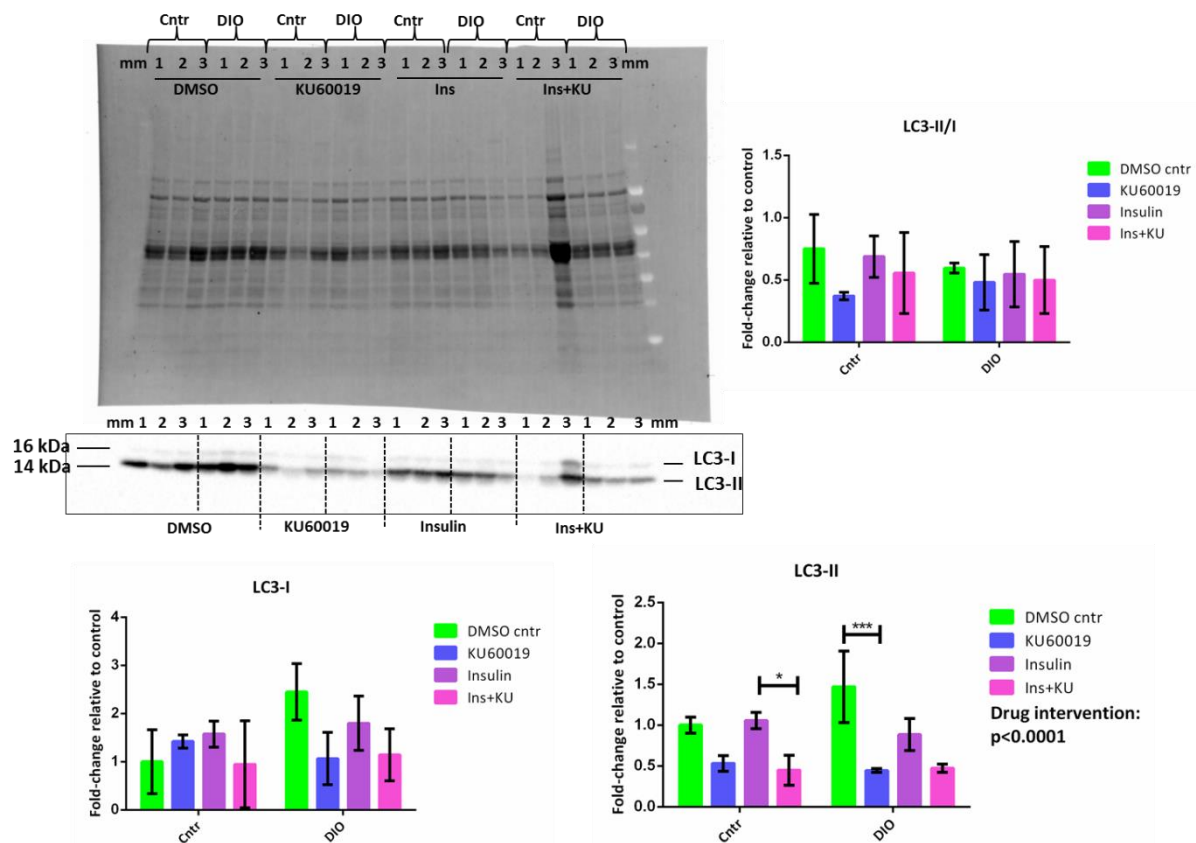 Cntr DIO Cntr DIO Cntr DIO Cntr DIO
mm 1 2 3 1 2 3 1 2 3 1 2 3 1 2 3 1 2 3 1 2 3 1 2 3 mm
DMSO KU60019 Ins Ins+KU
mm 1 2 3 1 2 3 1 2 3 1 2 3 1 2 3 1 2 3 1 2 3 1 2 3 mm
16 kDa
14 kDa
LC3-I
LC3-II
DMSO KU60019 Insulin Ins+KU
LC3-II/I
Fold-change relative to control
1.5
1.0
0.5
0.0
Cntr
DIO
DMSO cntr
KU60019
Insulin
Ins+KU
LC3-I
Fold-change relative to control
4
3
2
1
0
Cntr
DIO
DMSO cntr
KU60019
Insulin
Ins+KU
LC3-II
Fold-change relative to control
2.5
2.0
1.5
1.0
0.5
0.0
*
***
Cntr
DIO
DMSO cntr
KU60019
Insulin
Ins+KU
Drug intervention:
p<0.0001